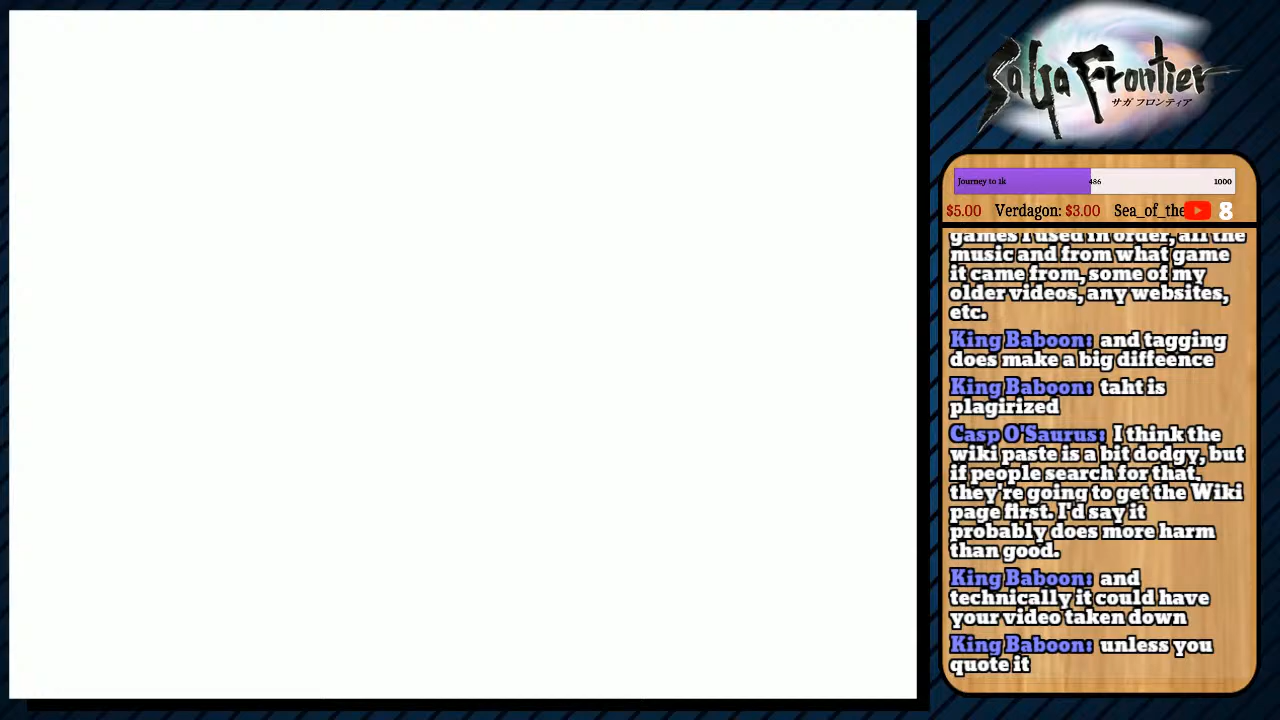 SaGa Frontier
サガ フロンティア
Journey to 1k 486 1000
$5.00 Verdagon: $3.00 Sea_of_the 8
games I used in order, all the
music and from what game
it came from, some of my
older videos, any websites,
etc.
King Baboon: and tagging
does make a big diffeence
King Baboon: taht is
plagirized
Casp O'Saurus: I think the
wiki paste is a bit dodgy, but
if people search for that,
they're going to get the Wiki
page first. I'd say it
probably does more harm
than good.
King Baboon: and
technically it could have
your video taken down
King Baboon: unless you
quote it